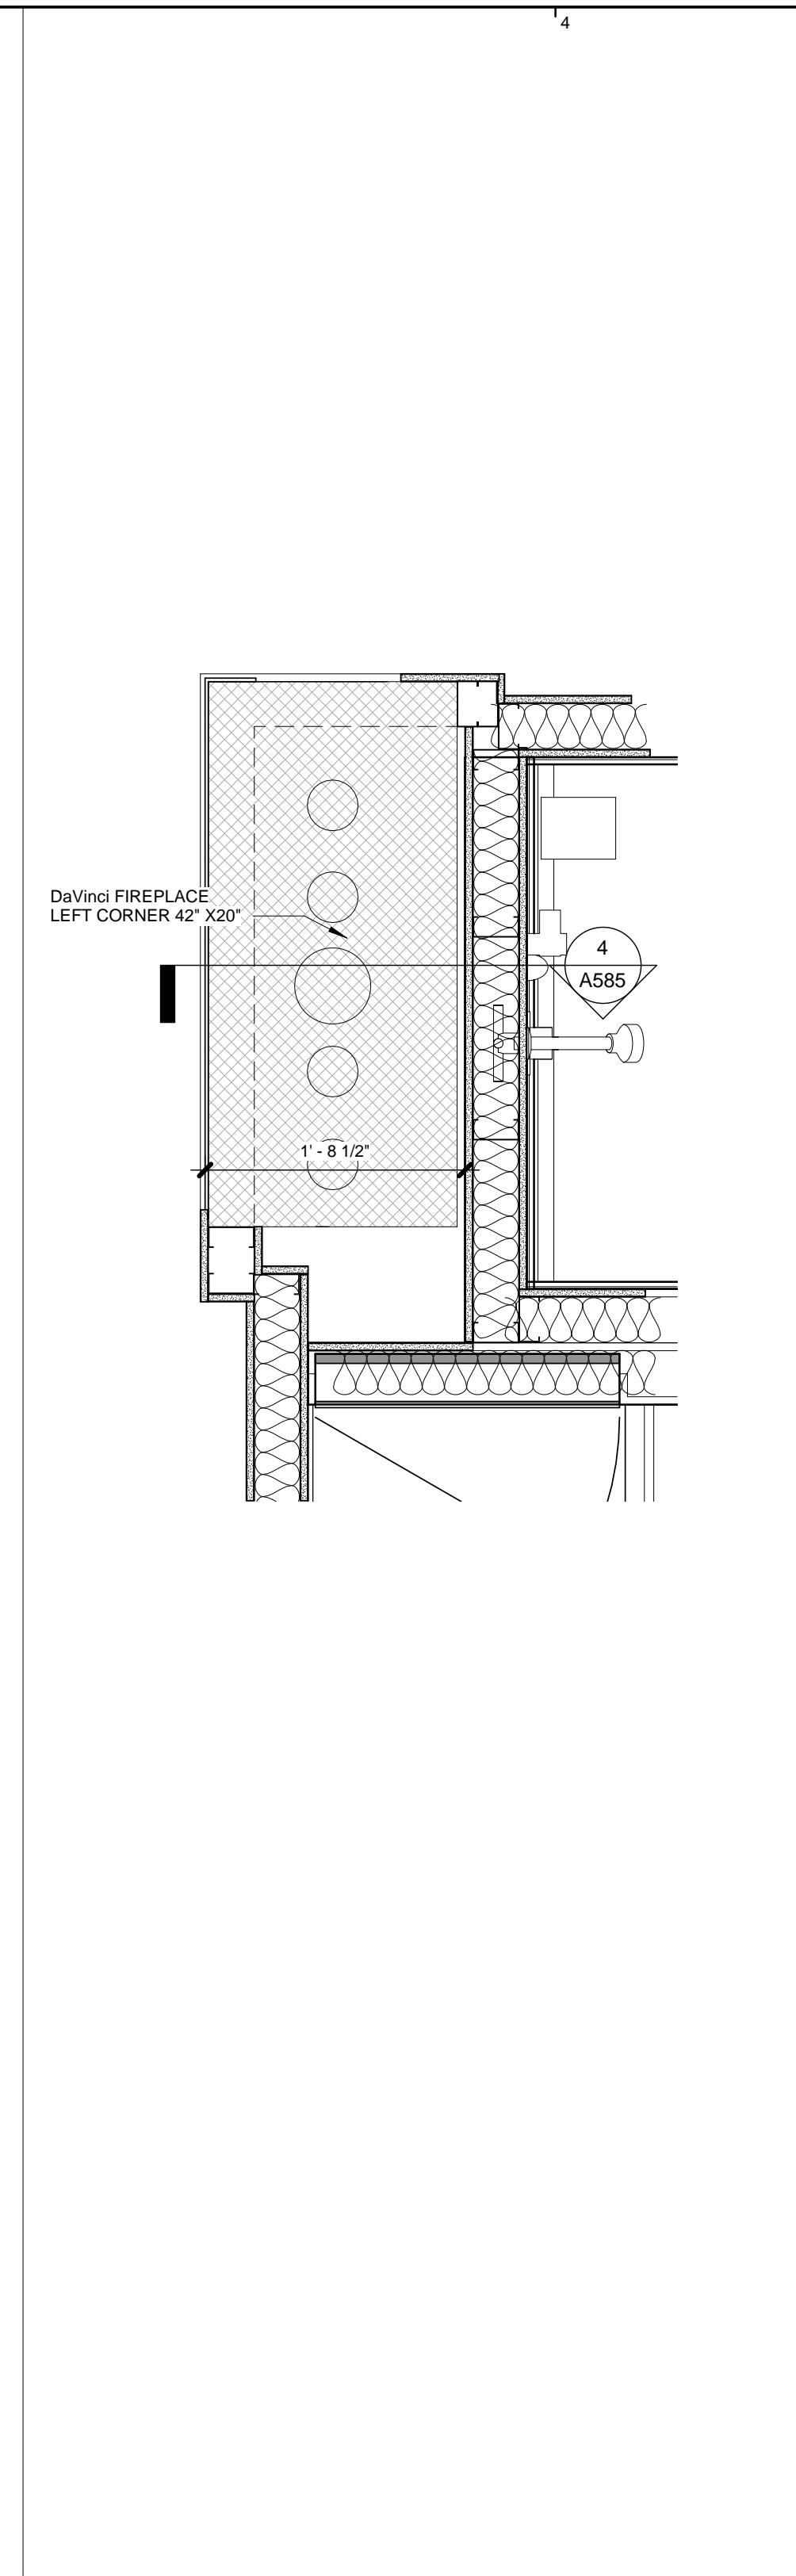 4
DaVinci FIREPLACE
LEFT CORNER 42" X20"
4
A585
1' - 8 1/2"